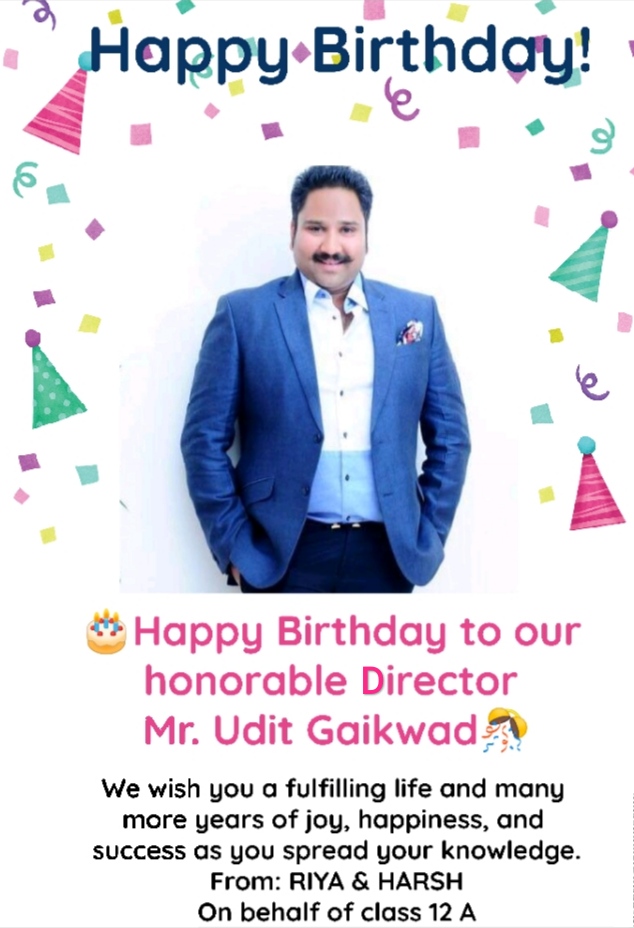 Happy Birthday!
🎂Happy Birthday to our
honorable Director
Mr. Udit Gaikwad🎊
We wish you a fulfilling life and many
more years of joy, happiness, and
success as you spread your knowledge.
From: RIYA & HARSH
On behalf of class 12 A